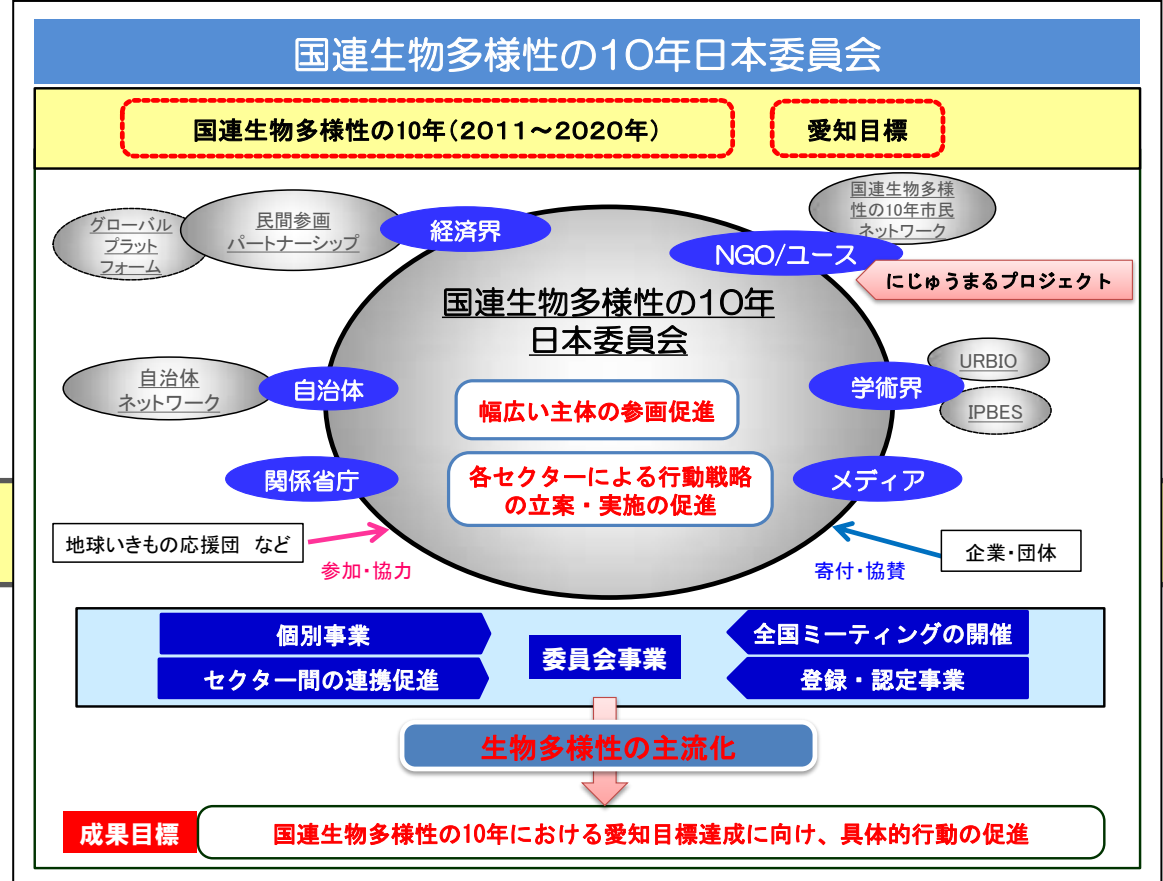 国連生物多様性の10年日本委員会
国連生物多様性の10年(2011～2020年)
愛知目標
グローバル
プラット
フォーム
民間参画
パートナーシップ
経済界
国連生物多様
性の10年市民
ネットワーク
NGO/ユース
にじゅうまるプロジェクト
国連生物多様性の10年
日本委員会
自治体
ネットワーク
自治体
学術界
URBIO
IPBES
幅広い主体の参画促進
関係省庁
各セクターによる行動戦略
の立案・実施の促進
メディア
地球いきもの応援団　など
参加・協力
寄付・協賛
企業・団体
個別事業
セクター間の連携促進
委員会事業
全国ミーティングの開催
登録・認定事業
生物多様性の主流化
成果目標
国連生物多様性の10年における愛知目標達成に向け、具体的行動の促進